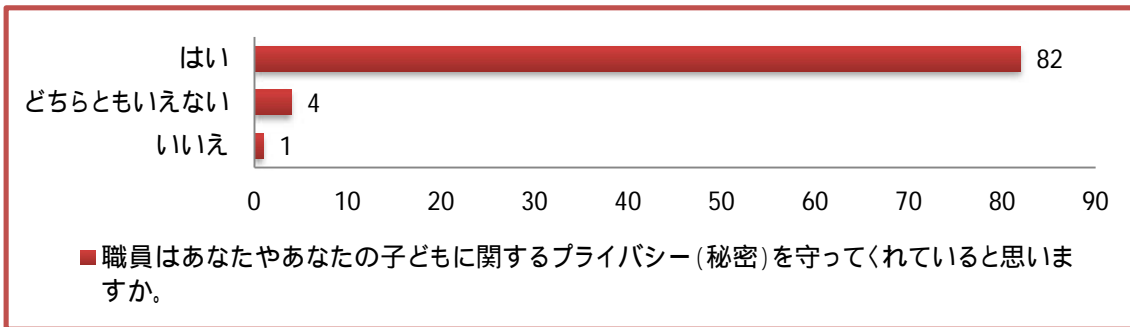 はい 82
どちらともいえない 4
いいえ 1
0 10 20 30 40 50 60 70 80 90
職員はあなたやあなたの子どもに関するプライバシー(秘密)を守ってくれていると思いま
すか。